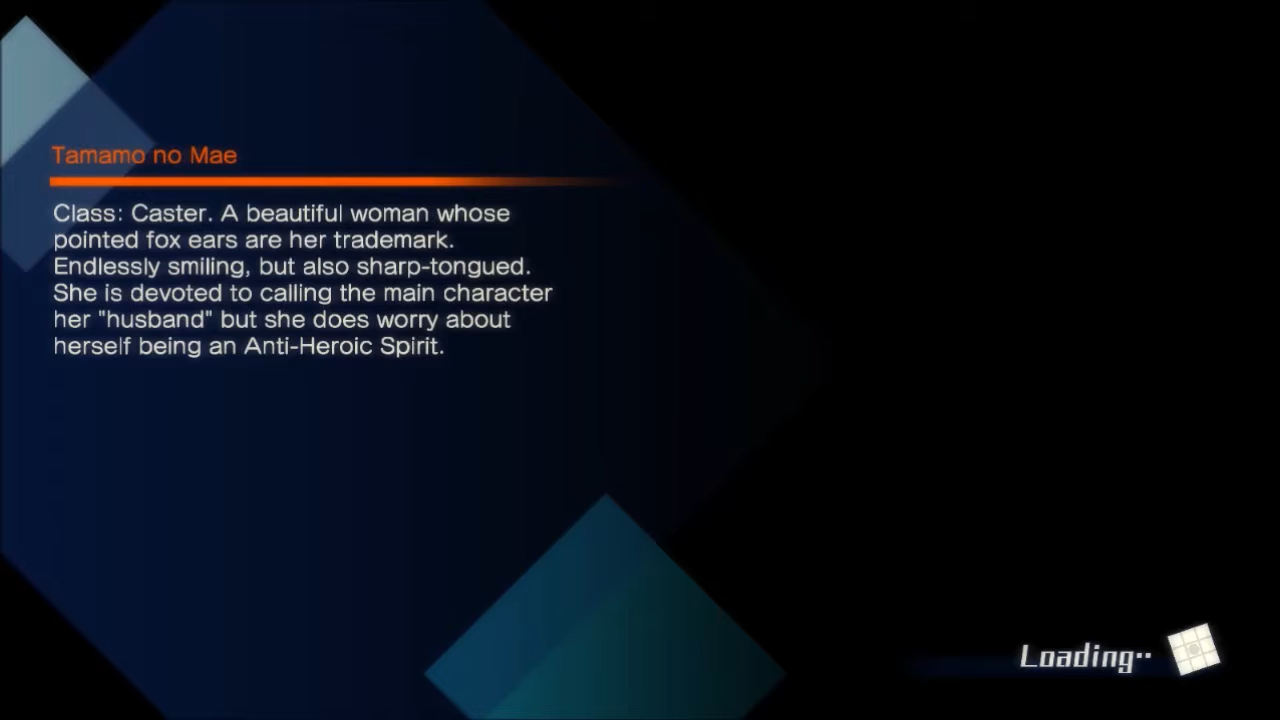 Tamamo no Mae
Class: Caster. A beautiful woman whose
pointed fox ears are her trademark.
Endlessly smiling, but also sharp-tongued.
She is devoted to calling the main character
her "husband" but she does worry about
herself being an Anti-Heroic Spirit.
Loading··